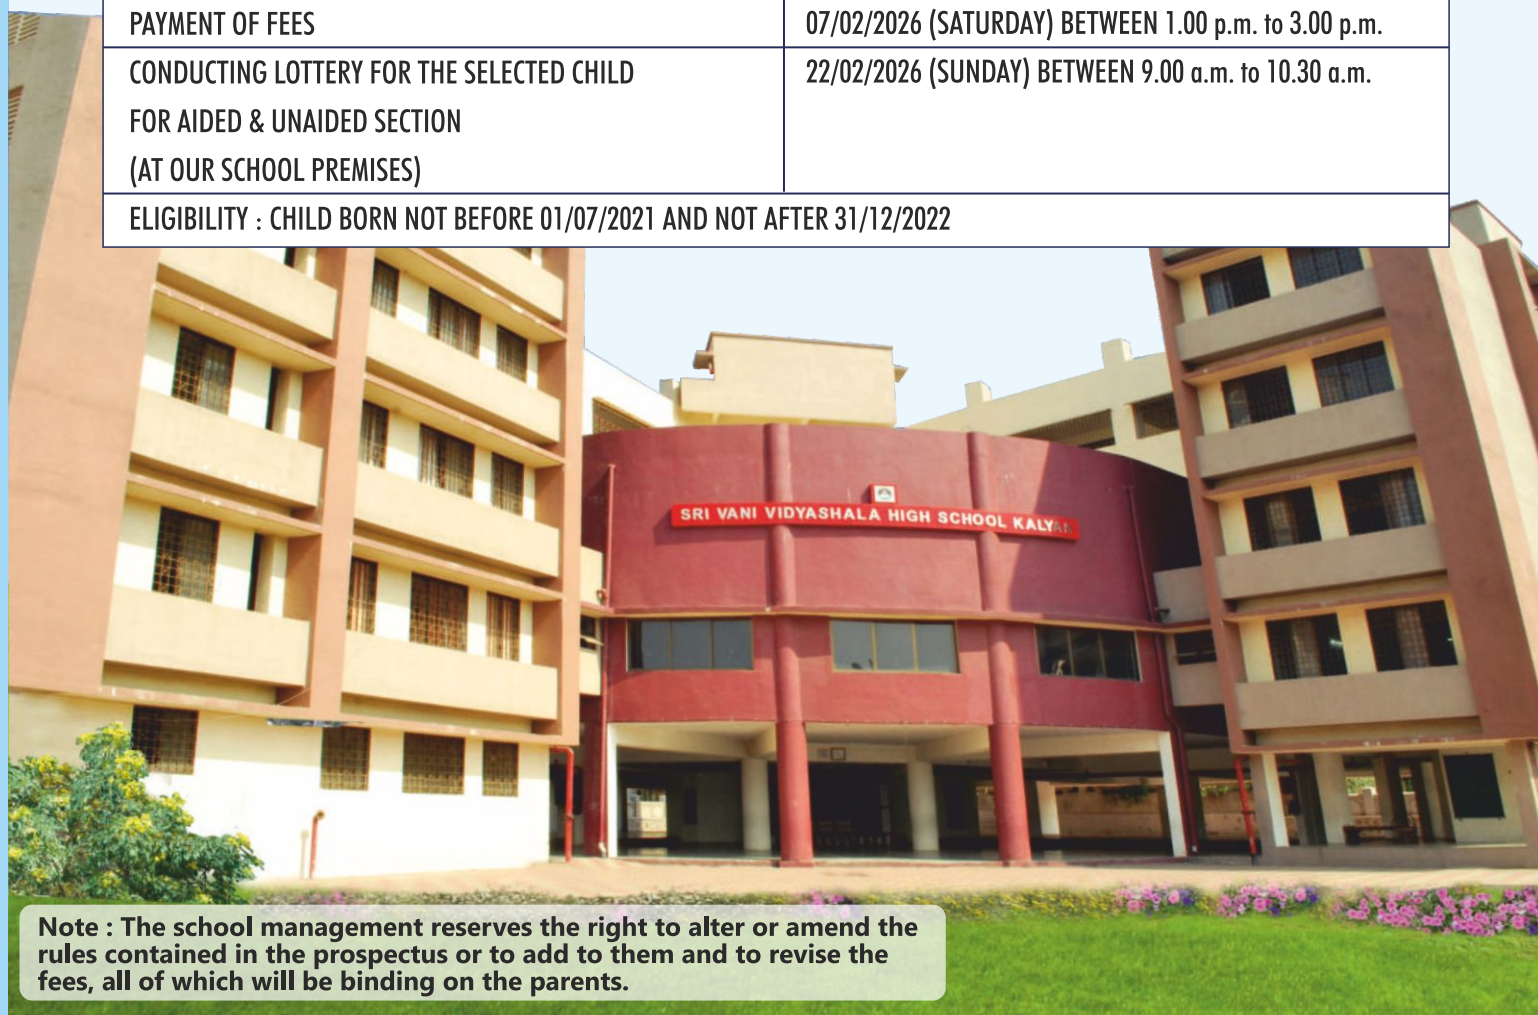 PAYMENT OF FEES
07/02/2026 (SATURDAY) BETWEEN 1.00 p.m. to 3.00 p.m.
CONDUCTING LOTTERY FOR THE SELECTED CHILD
FOR AIDED & UNAIDED SECTION
(AT OUR SCHOOL PREMISES)
22/02/2026 (SUNDAY) BETWEEN 9.00 a.m. to 10.30 a.m.
ELIGIBILITY : CHILD BORN NOT BEFORE 01/07/2021 AND NOT AFTER 31/12/2022
SRI VANI VIDYASHALA HIGH SCHOOL KALYAN
Note : The school management reserves the right to alter or amend the
rules contained in the prospectus or to add to them and to revise the
fees, all of which will be binding on the parents.